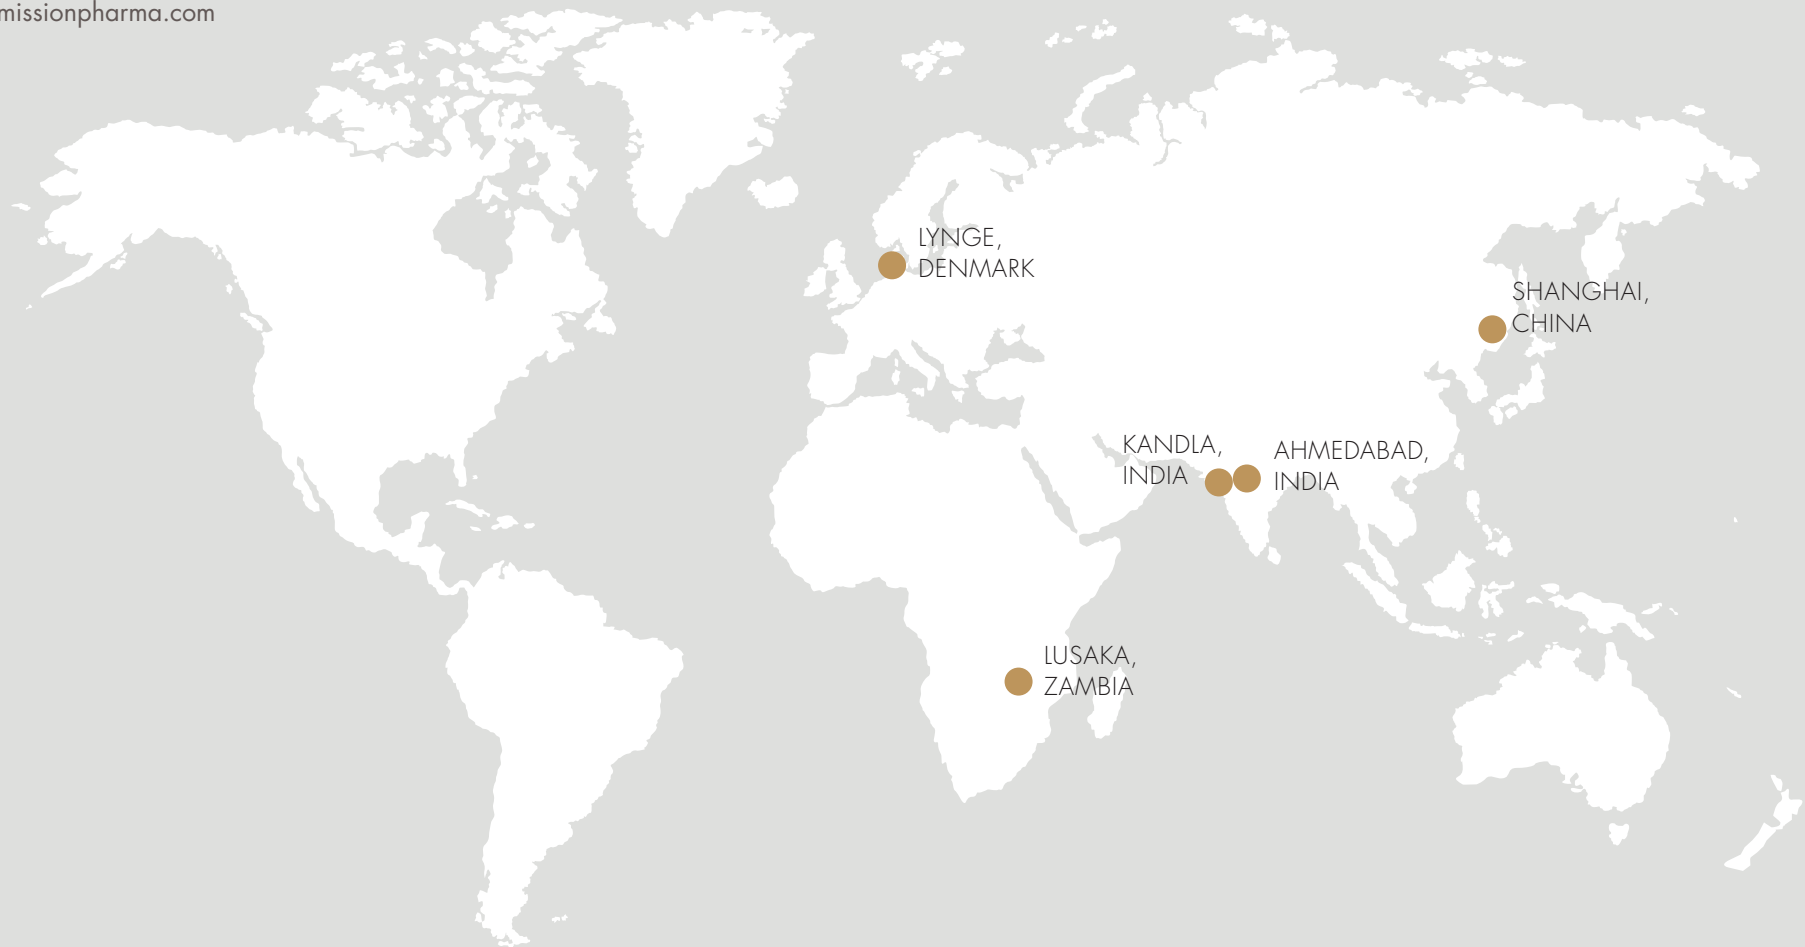 missionpharma.com
LYNGE,
DENMARK
SHANGHAI,
CHINA
KANDLA,
INDIA
AHMEDABAD,
INDIA
LUSAKA,
ZAMBIA